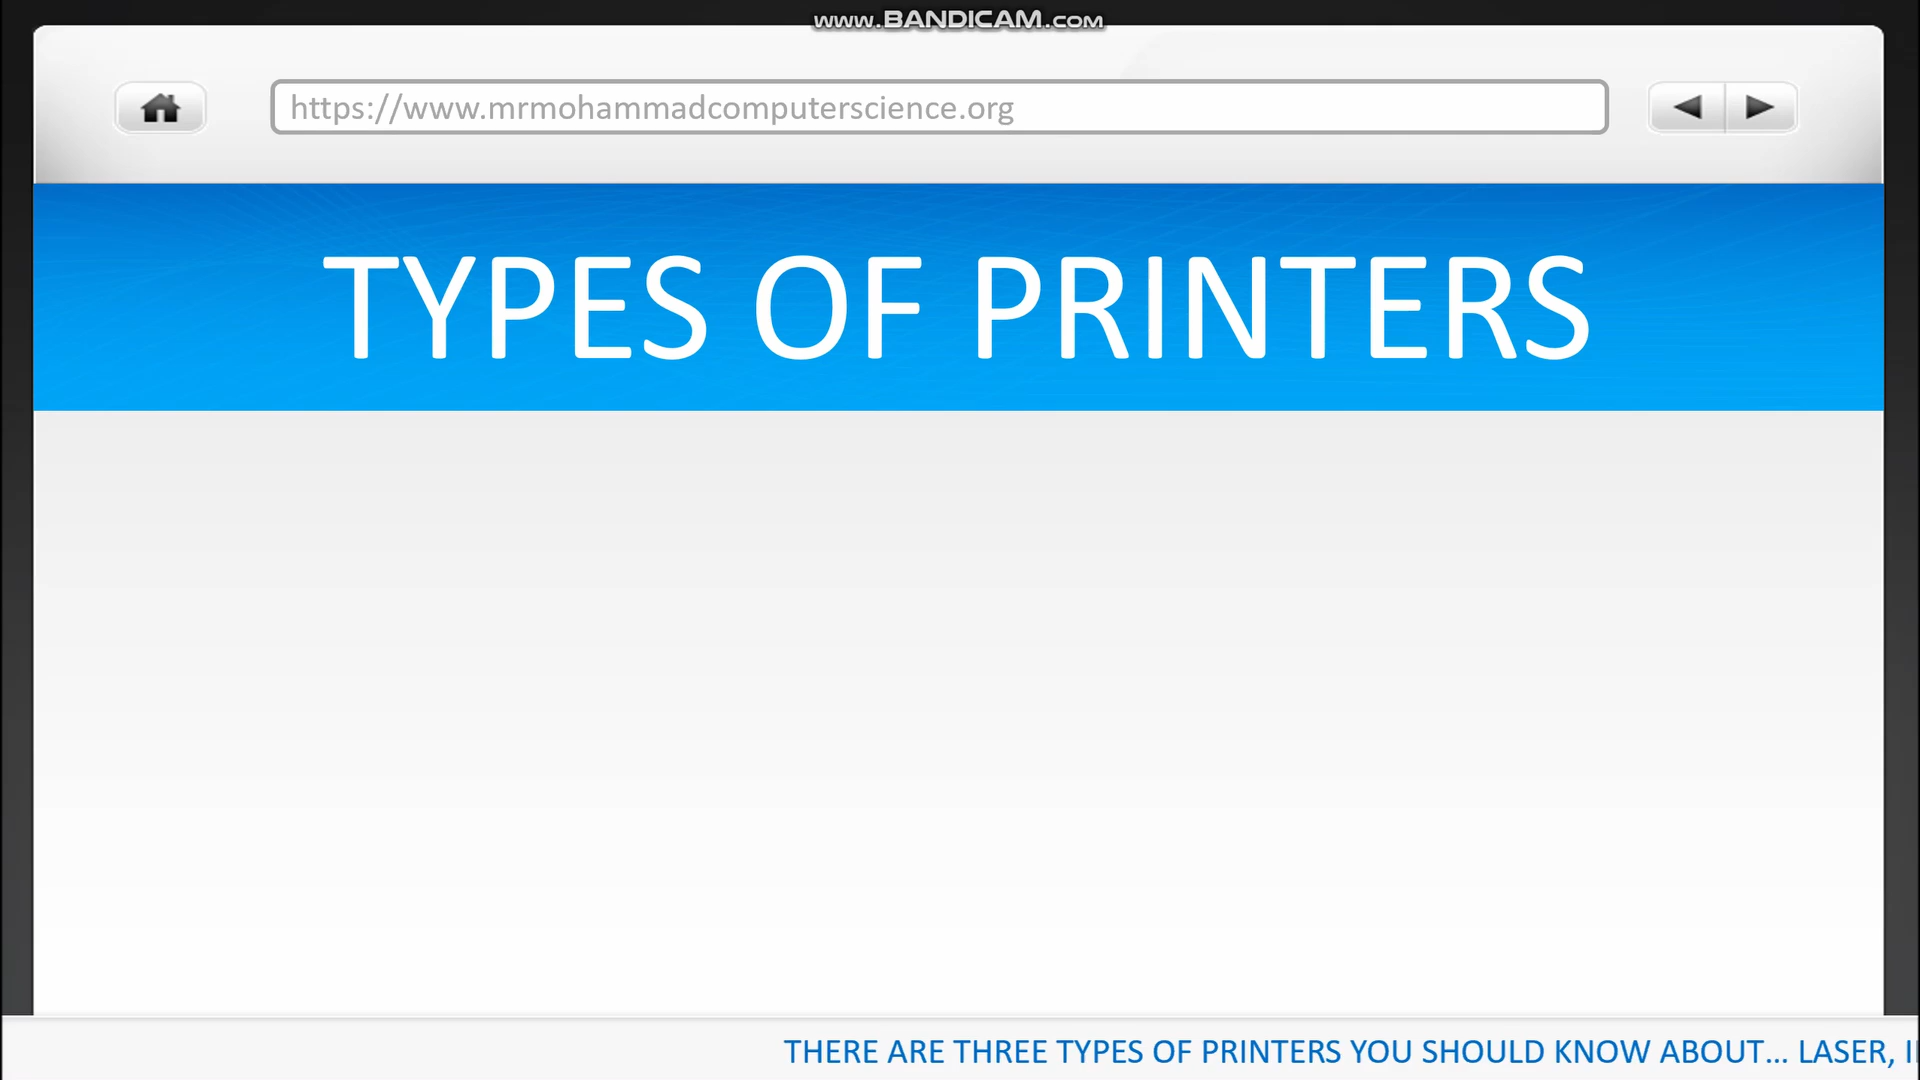 www.BANDICAM.com
https://www.mrmohammadcomputerscience.org
TYPES OF PRINTERS
THERE ARE THREE TYPES OF PRINTERS YOU SHOULD KNOW ABOUT... LASER,